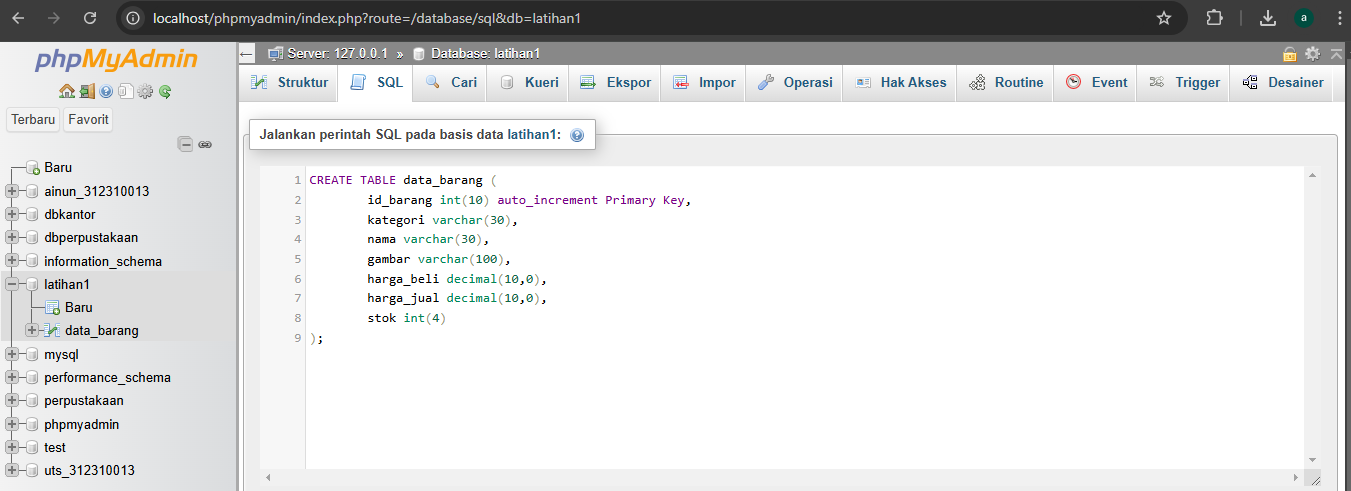 localhost/phpmyadmin/index.php?route=/database/sql&db=latihan1
a
phpMyAdmin
Terbaru Favorit
Baru
ainun_312310013
dbkantor
dbperpustakaan
information_schema
latihan1
Baru
data_barang
mysql
performance_schema
perpustakaan
phpmyadmin
test
uts_312310013
Server: 127.0.0.1 » Database: latihan1
Struktur SQL Cari Kueri Ekspor Impor Operasi Hak Akses Routine Event Trigger Desainer
Jalankan perintah SQL pada basis data latihan1:
1 CREATE TABLE data_barang (
2 id_barang int(10) auto_increment Primary Key,
3 kategori varchar(30),
4 nama varchar(30),
5 gambar varchar(100),
6 harga_beli decimal(10,0),
7 harga_jual decimal(10,0),
8 stok int(4)
9 );